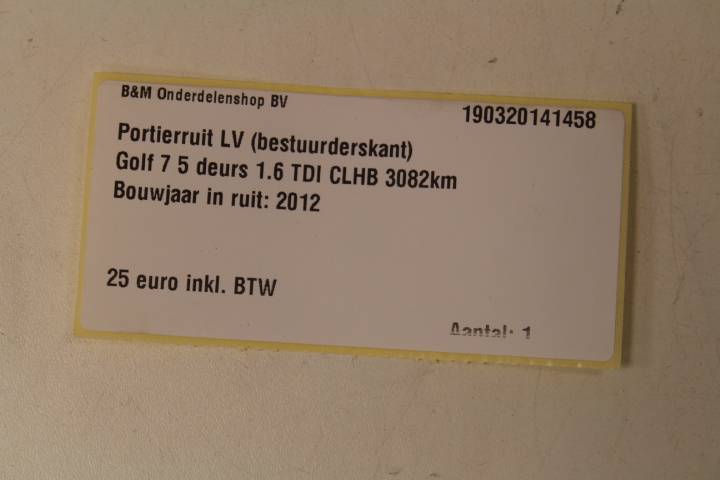 B&M Onderdelenshop BV
190320141458
Portierruit LV (bestuurderskant)
Golf 7 5 deurs 1.6 TDI CLHB 3082km
Bouwjaar in ruit: 2012
25 euro inkl. BTW
Aantal: 1